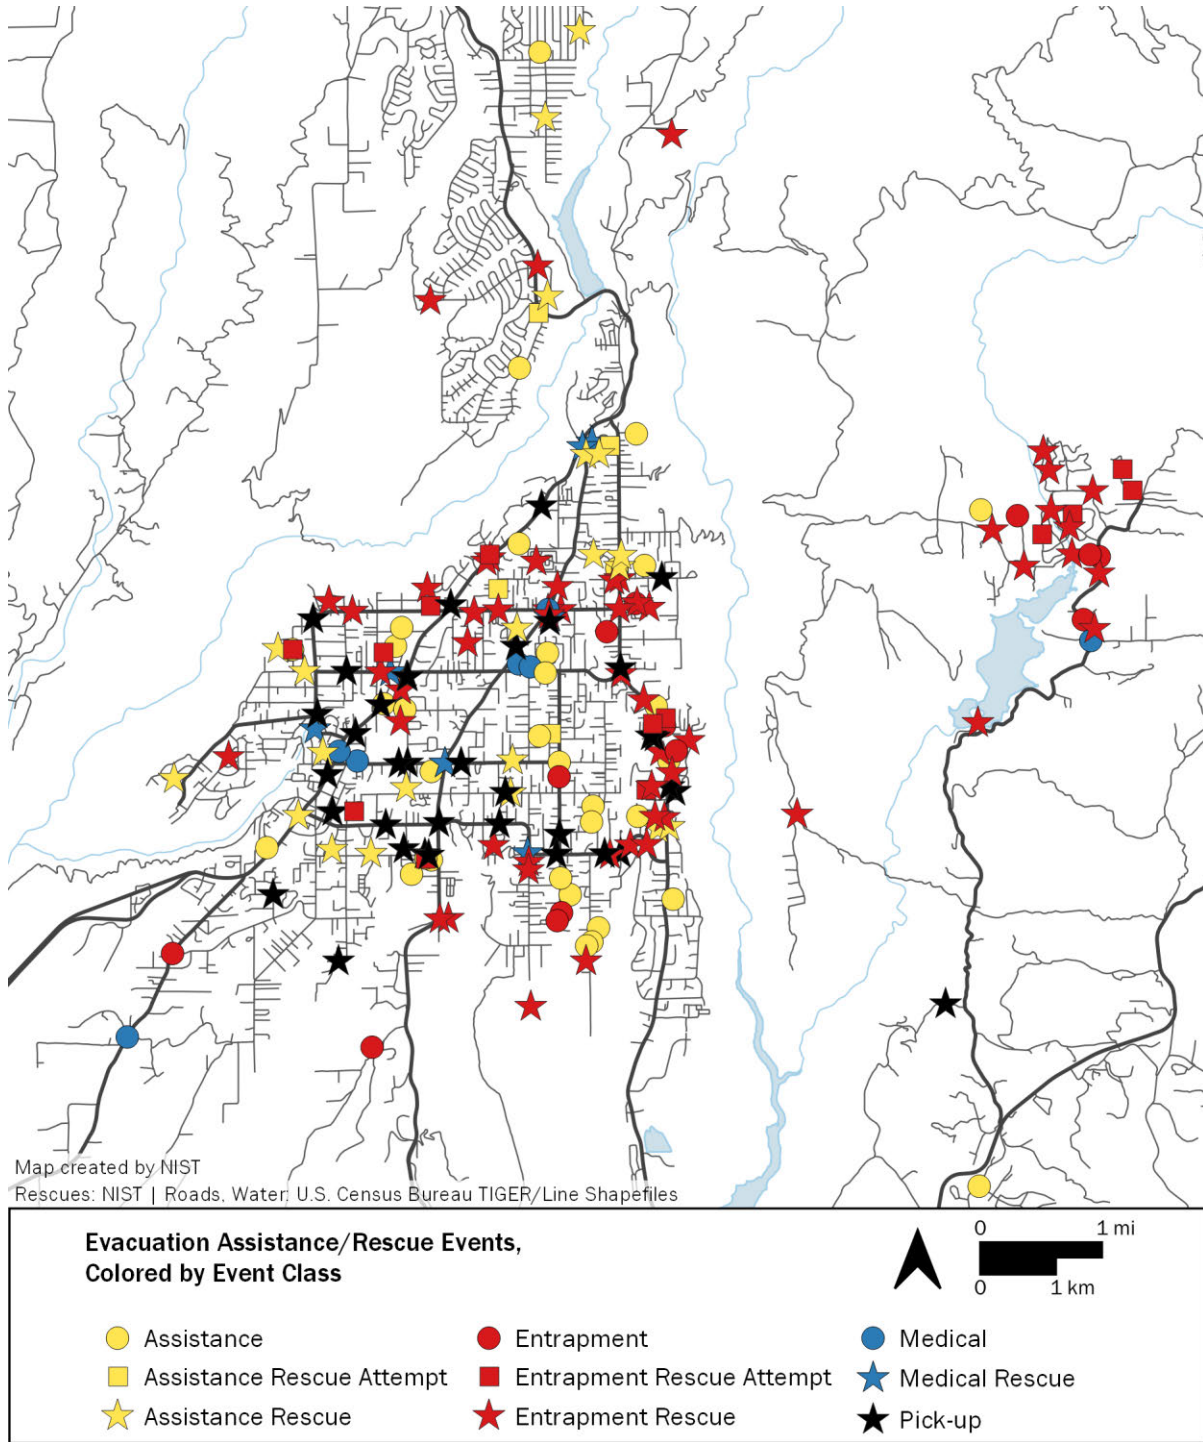 Map created by NIST
Rescues: NIST | Roads, Water: U.S. Census Bureau TIGER/Line Shapefiles
Evacuation Assistance/Rescue Events,
Colored by Event Class
0 1 mi
0 1 km
Assistance
Entrapment
Medical
Assistance Rescue Attempt
Entrapment Rescue Attempt
Medical Rescue
Assistance Rescue
Entrapment Rescue
Pick-up